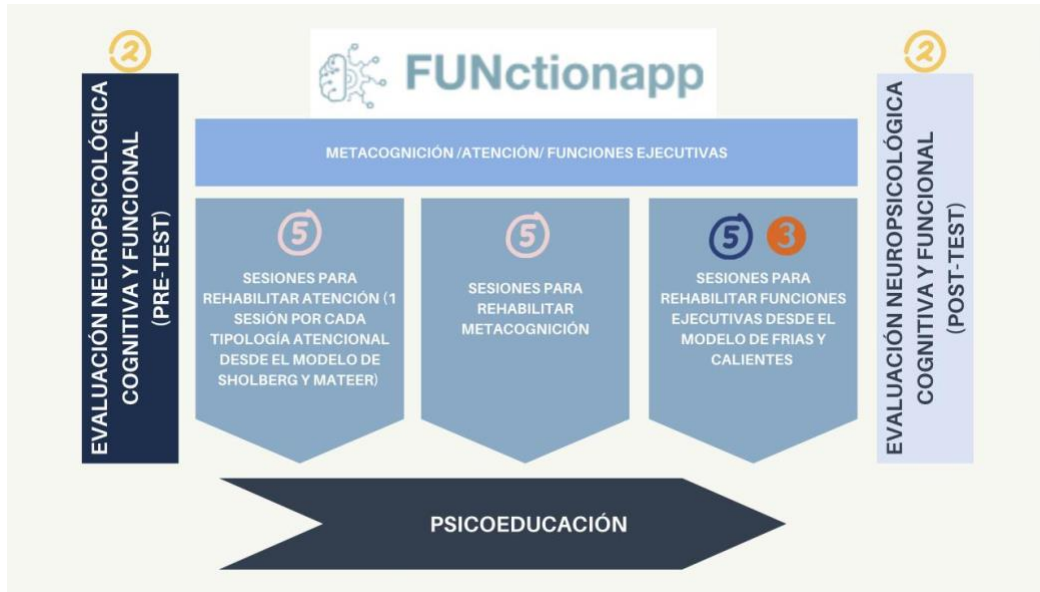 2
EVALUACIÓN NEUROPSICOLÓGICA
COGNITIVA Y FUNCIONAL
(PRE-TEST)
FUNctionapp
METACOGNICIÓN /ATENCIÓN/ FUNCIONES EJECUTIVAS
5
SESIONES PARA
REHABILITAR ATENCIÓN (1
SESIÓN POR CADA
TIPOLOGÍA ATENCIONAL
DESDE EL MODELO DE
SHOLBERG Y MATEER)
5
SESIONES PARA
REHABILITAR
METACOGNICIÓN
5 3
SESIONES PARA
REHABILITAR FUNCIONES
EJECUTIVAS DESDE EL
MODELO DE FRIAS Y
CALIENTES
2
EVALUACIÓN NEUROPSICOLÓGICA
COGNITIVA Y FUNCIONAL
(POST-TEST)
PSICOEDUCACIÓN